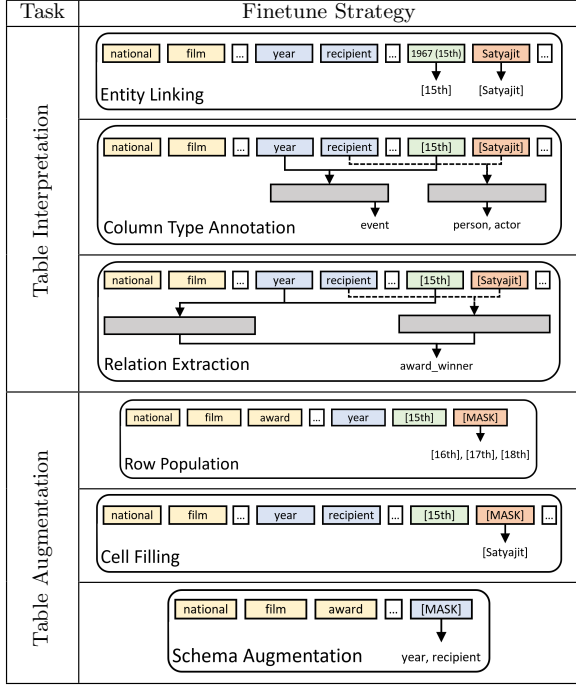 Task Finetune Strategy
Table Interpretation
national film ... year recipient ... 1967 (15th) Satyajit ...
[15th] [Satyajit]
Entity Linking
national film ... year recipient ... [15th] [Satyajit] ...
Column Type Annotation event person, actor
national film ... year recipient ... [15th] [Satyajit] ...
Relation Extraction award_winner
Table Augmentation
national film award ... year [15th] [MASK]
[16th], [17th], [18th]
Row Population
national film ... year recipient ... [15th] [MASK] ...
[Satyajit]
Cell Filling
national film award ... [MASK]
Schema Augmentation year, recipient